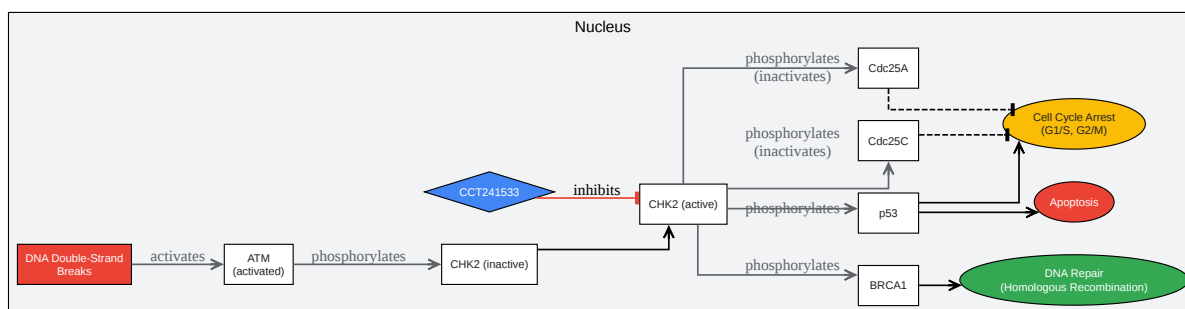 Nucleus
phosphorylates
(inactivates)
Cdc25A
Cell Cycle Arrest
(G1/S, G2/M)
phosphorylates
(inactivates)
Cdc25C
CCT241533
inhibits
CHK2 (active)
phosphorylates
p53
Apoptosis
DNA Double-Strand
Breaks
activates
ATM
(activated)
phosphorylates
CHK2 (inactive)
phosphorylates
BRCA1
DNA Repair
(Homologous Recombination)